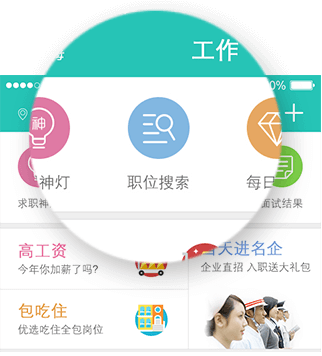 工作
0%
神
神灯
职位搜索
每日
求职神
面试结果
高工资
今年你加薪了吗?
当天进名企
企业直招 入职送大礼包
包吃住
优选吃住全包岗位